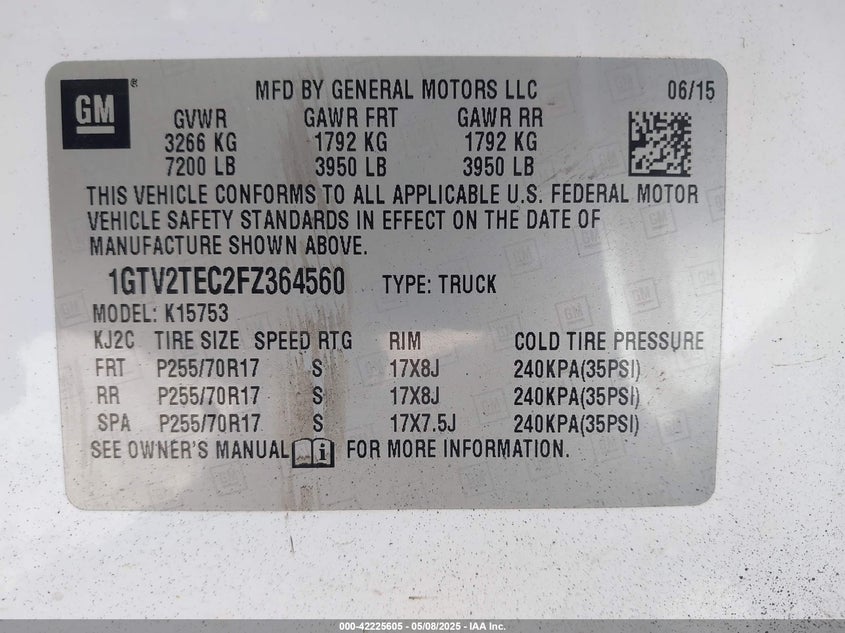 GM
MFD BY GENERAL MOTORS LLC 06/15
GVWR GAWR FRT GAWR RR
3266 KG 1792 KG 1792 KG
7200 LB 3950 LB 3950 LB
THIS VEHICLE CONFORMS TO ALL APPLICABLE U.S. FEDERAL MOTOR
VEHICLE SAFETY STANDARDS IN EFFECT ON THE DATE OF
MANUFACTURE SHOWN ABOVE.
1GTV2TEC2FZ364560 TYPE: TRUCK
MODEL: K15753
KJ2C TIRE SIZE SPEED RTG RIM COLD TIRE PRESSURE
FRT P255/70R17 S 17X8J 240KPA(35PSI)
RR P255/70R17 S 17X8J 240KPA(35PSI)
SPA P255/70R17 S 17X7.5J 240KPA(35PSI)
SEE OWNER'S MANUAL i FOR MORE INFORMATION.
000-42225605 - 05/08/2025 - IAA Inc.